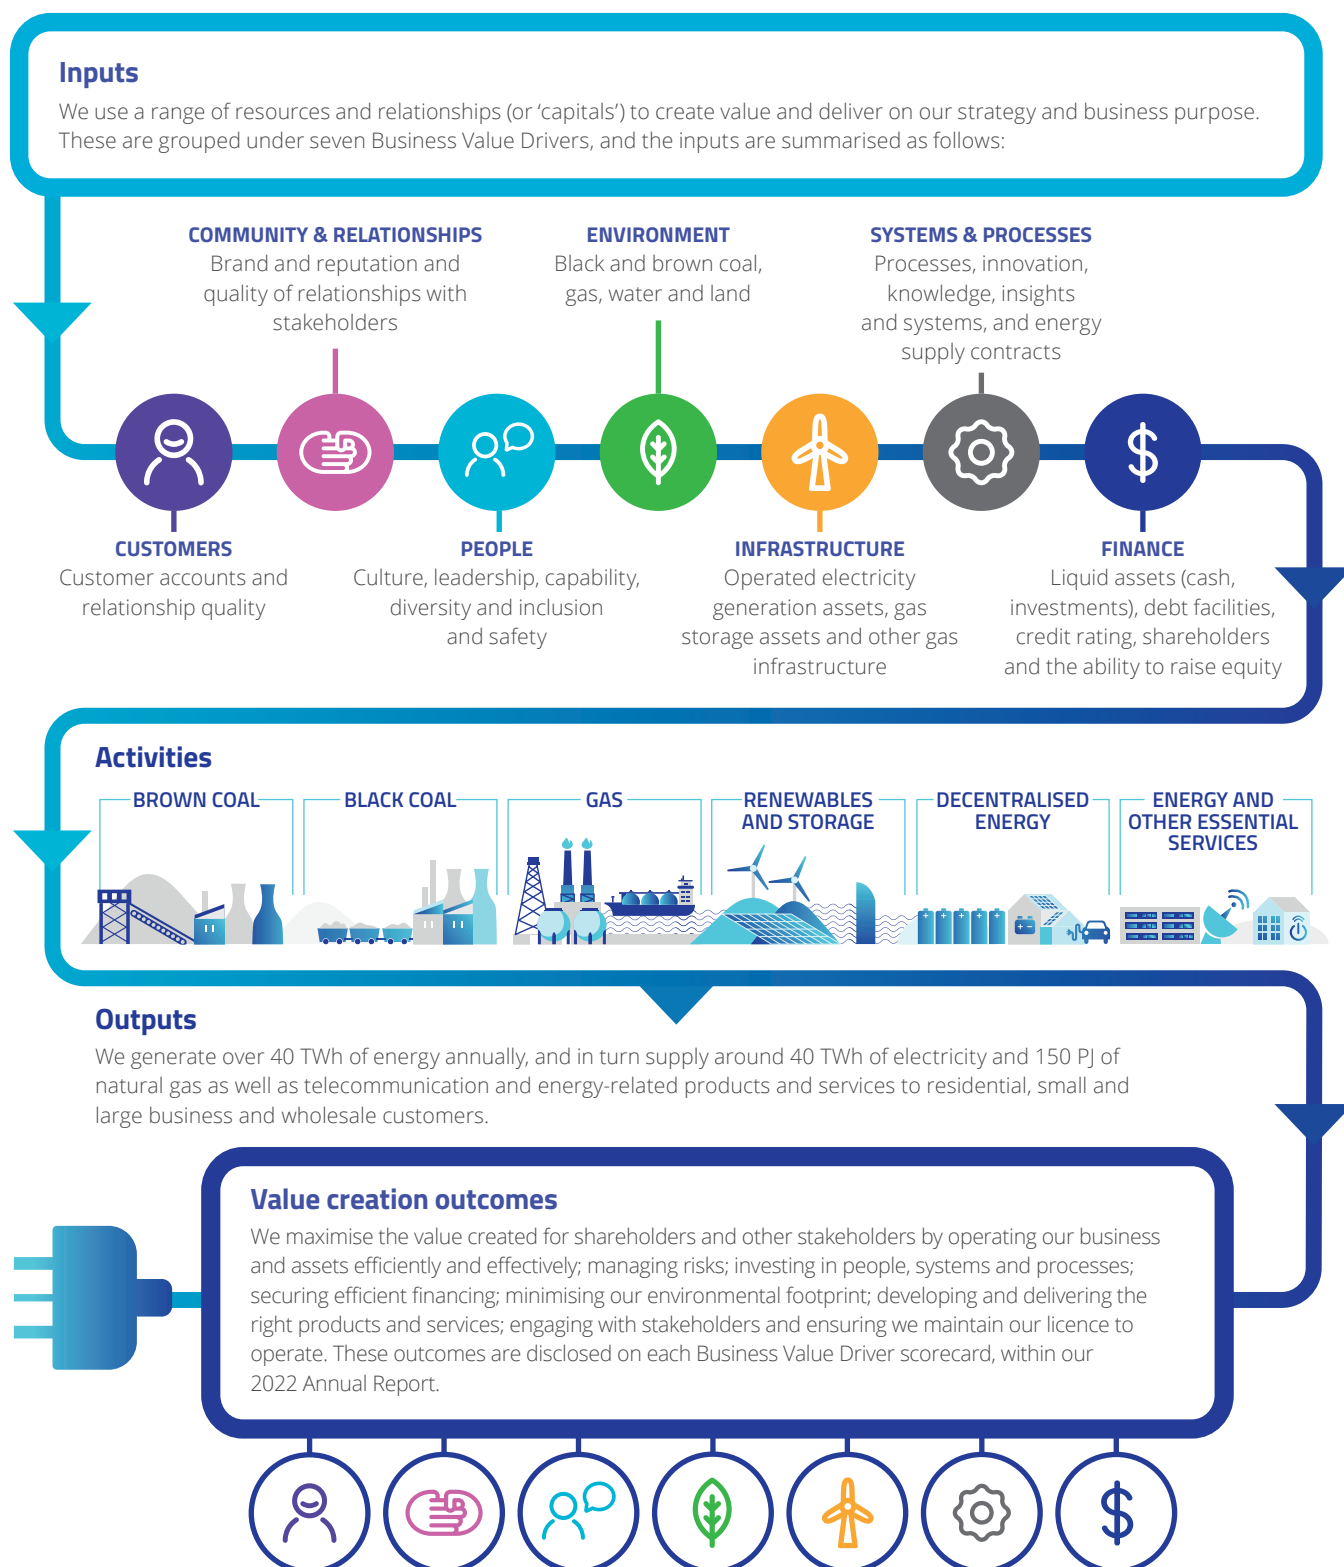 Inputs
We use a range of resources and relationships (or ‘capitals’) to create value and deliver on our strategy and business purpose.
These are grouped under seven Business Value Drivers, and the inputs are summarised as follows:
COMMUNITY & RELATIONSHIPS
Brand and reputation and
quality of relationships with
stakeholders
ENVIRONMENT
Black and brown coal,
gas, water and land
SYSTEMS & PROCESSES
Processes, innovation,
knowledge, insights
and systems, and energy
supply contracts
CUSTOMERS
Customer accounts and
relationship quality
PEOPLE
Culture, leadership, capability,
diversity and inclusion
and safety
INFRASTRUCTURE
Operated electricity
generation assets, gas
storage assets and other gas
infrastructure
FINANCE
Liquid assets (cash,
investments), debt facilities,
credit rating, shareholders
and the ability to raise equity
Activities
BROWN COAL
BLACK COAL
GAS
RENEWABLES
AND STORAGE
DECENTRALISED
ENERGY
ENERGY AND
OTHER ESSENTIAL
SERVICES
Outputs
We generate over 40 TWh of energy annually, and in turn supply around 40 TWh of electricity and 150 PJ of
natural gas as well as telecommunication and energy-related products and services to residential, small and
large business and wholesale customers.
Value creation outcomes
We maximise the value created for shareholders and other stakeholders by operating our business
and assets efficiently and effectively; managing risks; investing in people, systems and processes;
securing efficient financing; minimising our environmental footprint; developing and delivering the
right products and services; engaging with stakeholders and ensuring we maintain our licence to
operate. These outcomes are disclosed on each Business Value Driver scorecard, within our
2022 Annual Report.